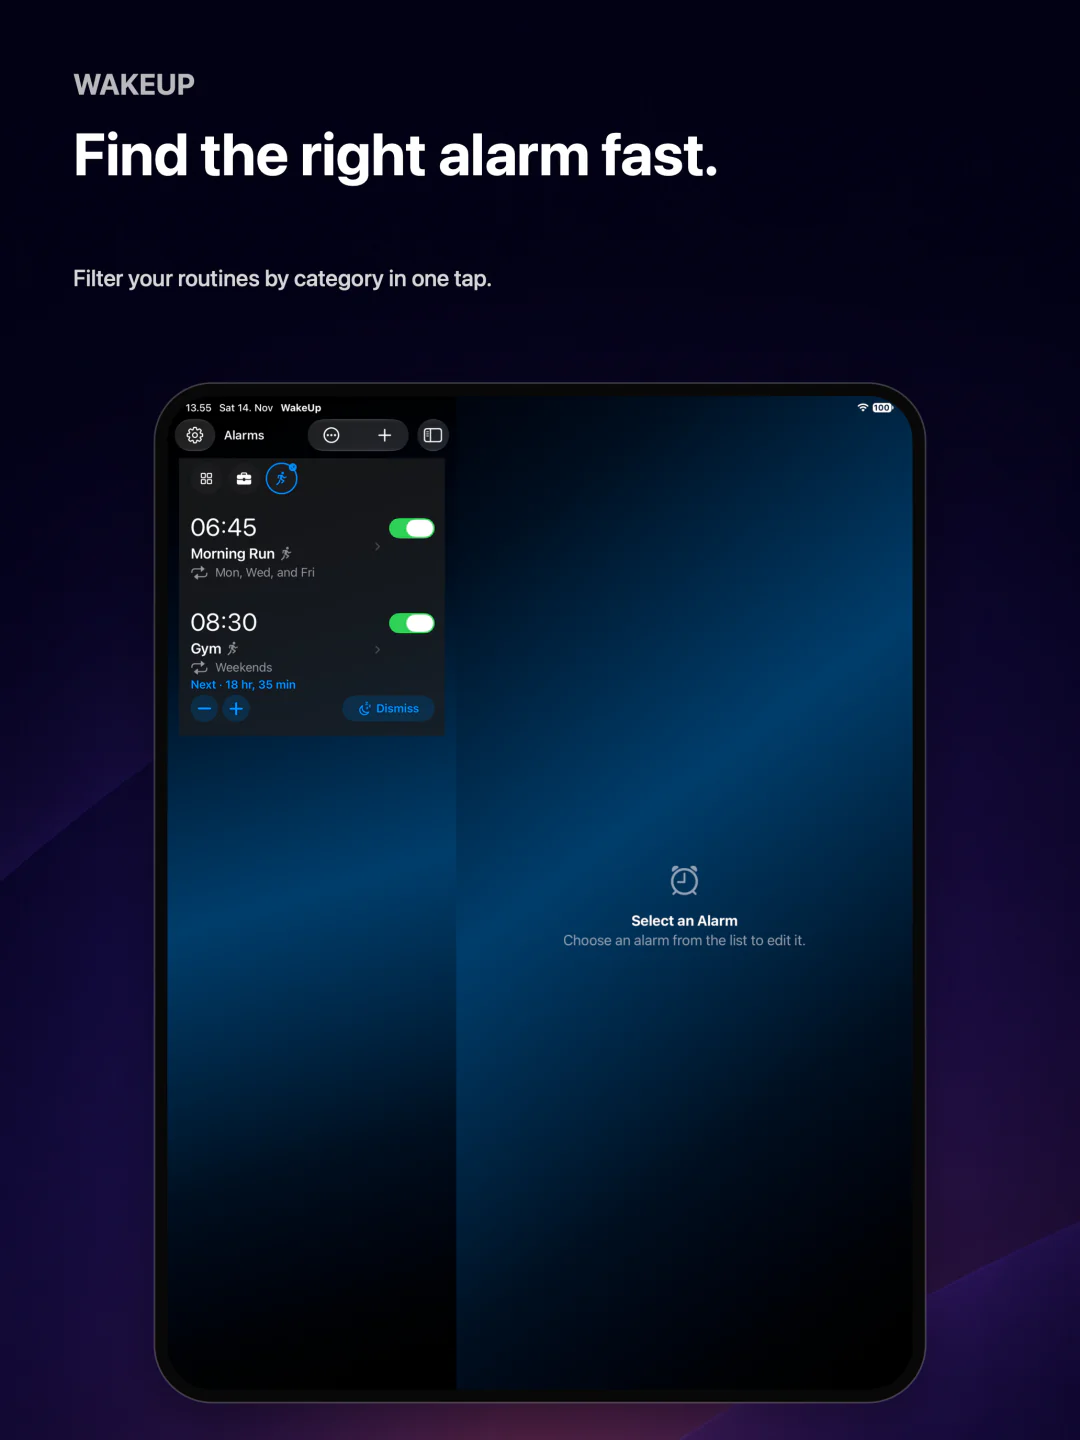 WAKEUP
Find the right alarm fast.
Filter your routines by category in one tap.
13.55 Sat 14. Nov WakeUp
100
Alarms
06:45
Morning Run
Mon, Wed, and Fri
08:30
Gym
Weekends
Next · 18 hr, 35 min
Dismiss
Select an Alarm
Choose an alarm from the list to edit it.